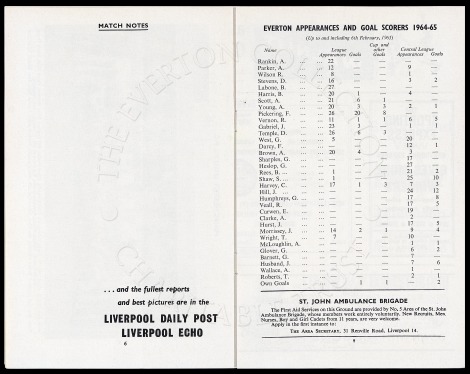 MATCH NOTES
. . . and the fullest reports
and best pictures are in the
LIVERPOOL DAILY POST
LIVERPOOL ECHO
6
EVERTON APPEARANCES AND GOAL SCORERS 1964-65
(Up to and including 6th February, 1965)
Name League Appearances Goals Cup and other Goals Central League Appearances Goals
Rankin, A. ... ... 22 — — — —
Parker, A. ... ... 12 — — 9 —
Wilson R. ... ... 8 — — 1 —
Stevens, D. ... ... 16 — — 3 2
Labone, B. ... ... 27 — — — —
Harris, B. ... ... 20 1 — 4 —
Scott, A. ... ... 21 6 1 — —
Young, A. ... ... 20 3 3 2 1
Pickering, F. ... ... 26 20 8 — —
Vernon, R. ... ... 11 1 1 6 5
Gabriel, J. ... ... 23 3 — 1 1
Temple, D. ... ... 26 6 3 — —
West, G. ... ... 5 — — 20 —
Darcy, F. ... ... — — — 12 1
Brown, A. ... ... 20 4 — 3 —
Sharples, G. ... ... — — — 17 —
Heslop, G. ... ... — — — 27 —
Rees, B. ... ... 1 — — 21 2
Shaw, S. ... ... 1 — — 25 10
Harvey, C. ... ... 17 1 3 7 3
Hill, J. ... ... — — — 24 12
Humphreys, G. ... — — — 17 8
Veall, R. ... ... — — — 17 5
Curwen, E. ... ... — — — 19 —
Clarke, A. ... ... — — — 2 —
Hurst, J. ... ... — — — 17 5
Morrissey, J. ... ... 14 2 1 8 4
Wright, T. ... ... 7 — — 10 —
McLoughlin, A. ... — — — 1 1
Glover, G. ... ... — — — 6 2
Barnett, G. ... ... — — — 7 —
Husband, J. ... ... — — — 7 6
Wallace, A. ... ... — — — 1 —
Roberts, T. ... ... — — — 2 1
Own Goals ... ... — 1 1 — 2
ST. JOHN AMBULANCE BRIGADE
The First Aid Services on this Ground are provided by No. 5 Area of the St. John
Ambulance Brigade, whose members work entirely voluntarily. New Recruits, Men,
Nurses, Boy and Girl Cadets from 11 years, are very welcome.
Apply in the first instance to:
THE AREA SECRETARY, 31 Renville Road, Liverpool 14.